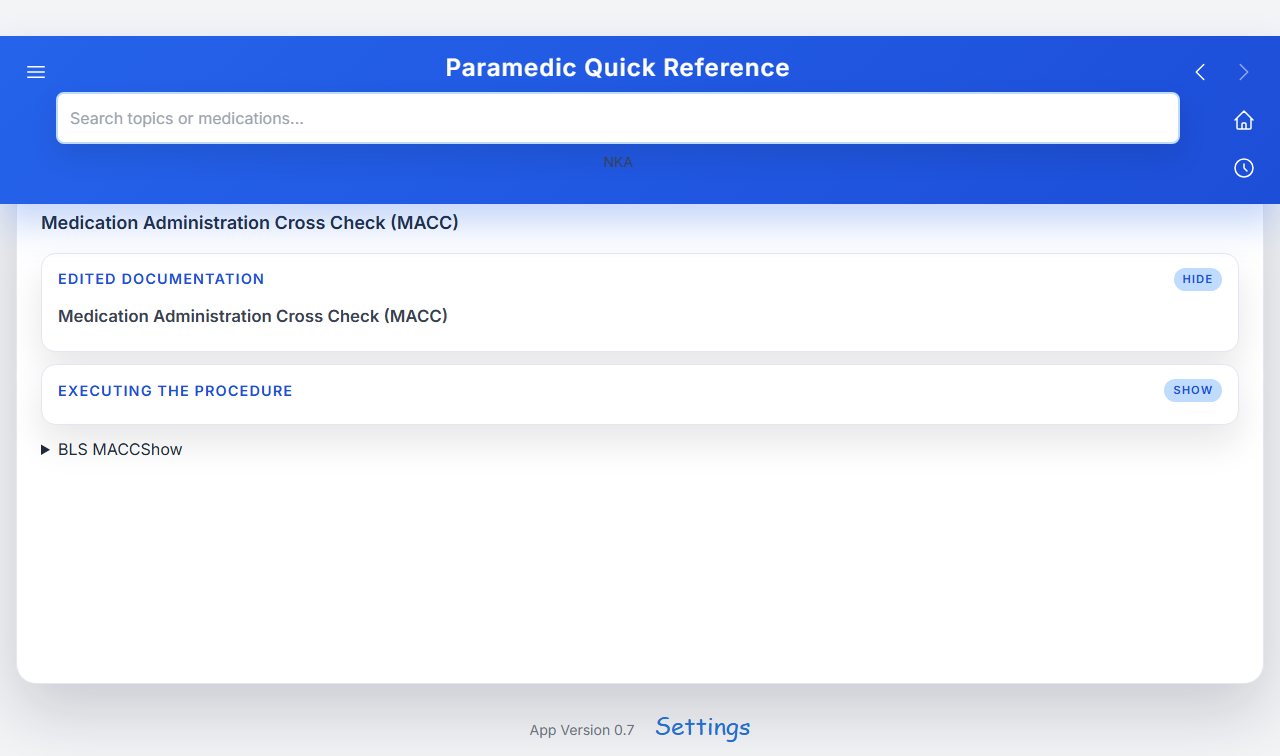 Paramedic Quick Reference
Search topics or medications...
NKA
Medication Administration Cross Check (MACC)
EDITED DOCUMENTATION
HIDE
Medication Administration Cross Check (MACC)
EXECUTING THE PROCEDURE
SHOW
BLS MACCShow
App Version 0.7 Settings